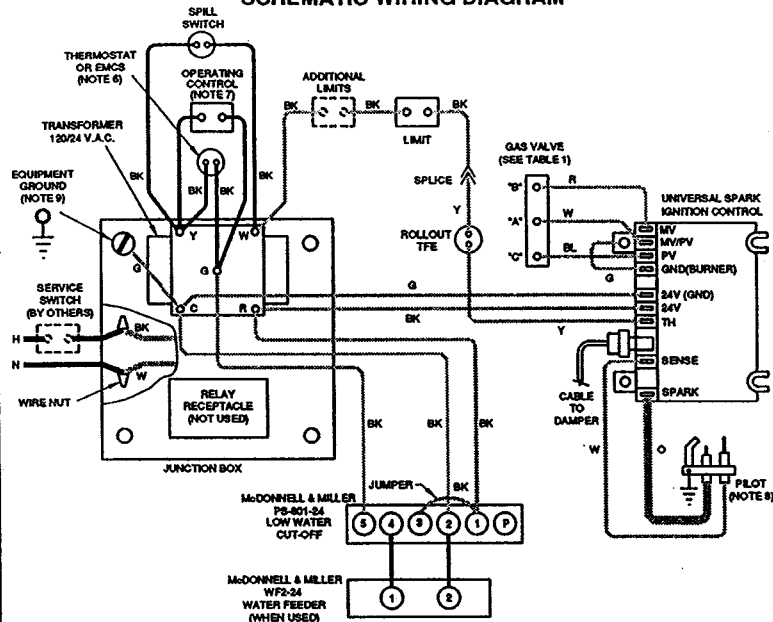 SCHEMATIC WIRING DIAGRAM
SPILL
SWITCH
THERMOSTAT
OR EMCS
(NOTE 6)
OPERATING
CONTROL
(NOTE 7)
ADDITIONAL
LIMITS
BK
BK
BK
LIMIT
TRANSFORMER
120/24 V.A.C.
BK
BK
BK
BK
GAS VALVE
(SEE TABLE 1)
"B"
R
"A"
W
"C"
BL
G
UNIVERSAL SPARK
IGNITION CONTROL
MV
MV/PV
PV
GND(BURNER)
24V (GND)
24V
TH
SENSE
SPARK
EQUIPMENT
GROUND
(NOTE 9)
G
SPLICE
Y
ROLLOUT
TFE
Y
W
G
C
R
G
BK
Y
SERVICE
SWITCH
(BY OTHERS)
H
BK
N
W
WIRE NUT
RELAY
RECEPTACLE
(NOT USED)
JUNCTION BOX
BK
BK
BK
CABLE
TO
DAMPER
W
O
PILOT
(NOTE 8)
JUMPER
BK
McDONNELL & MILLER
PS-801-24
LOW WATER
CUT-OFF
5 4 3 2 1 P
McDONNELL & MILLER
WF2-24
WATER FEEDER
(WHEN USED)
1 2